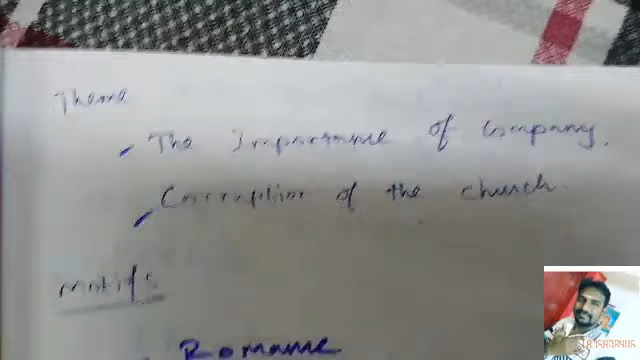 Theme
The Importance of Company.
Corruption of the church.
Motifs
Romance